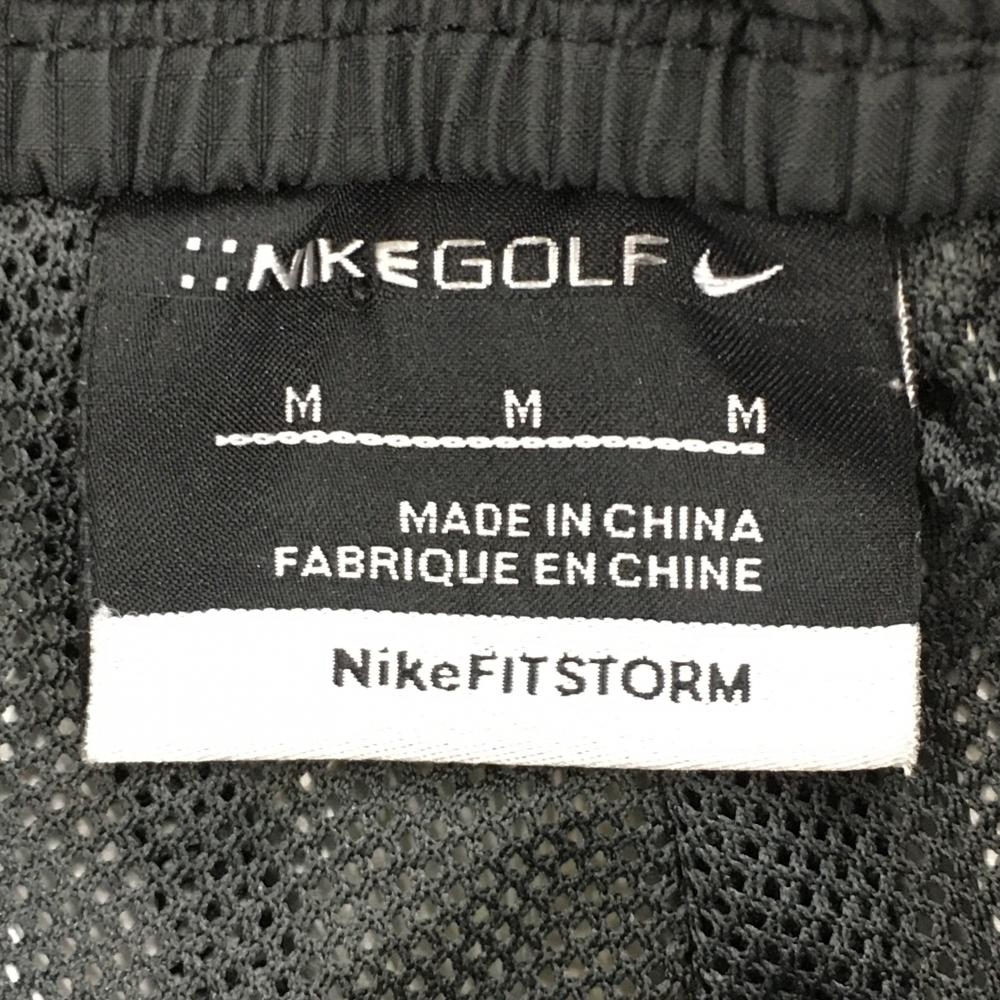 NIKEGOLF
M M M
MADE IN CHINA
FABRIQUE EN CHINE
NikeFITSTORM